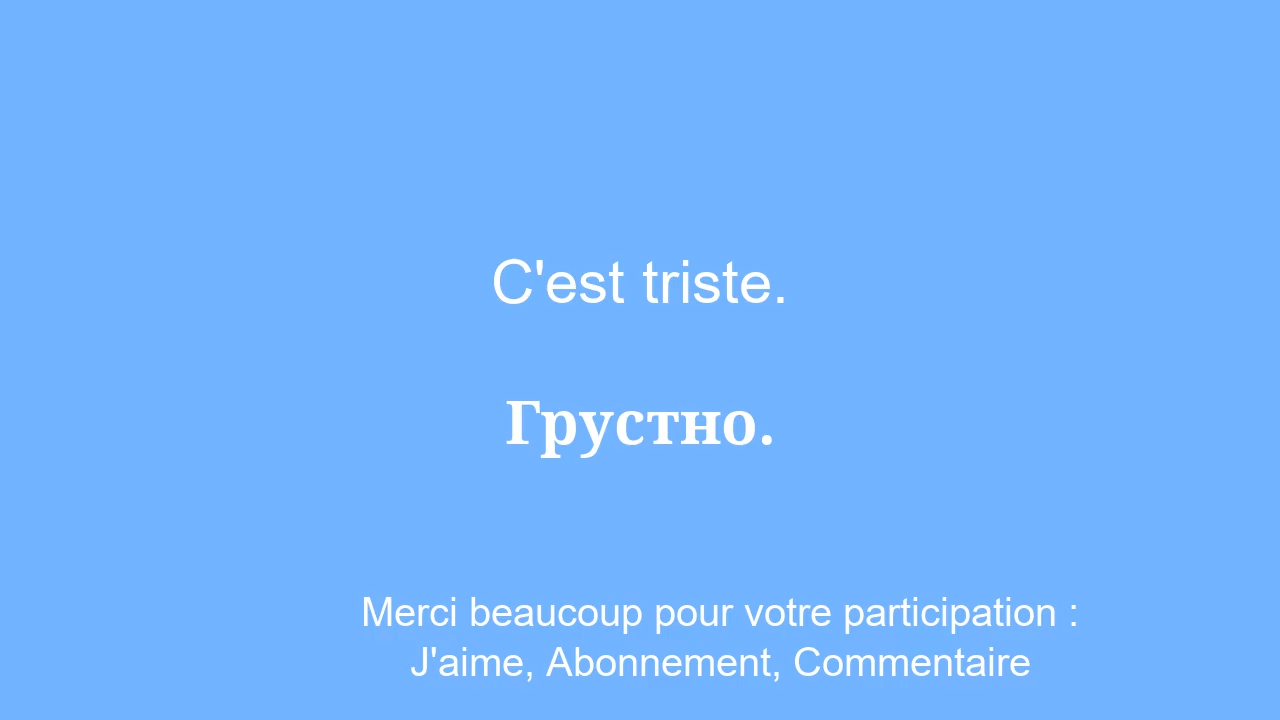 C'est triste.
Грустно.
Merci beaucoup pour votre participation :
J'aime, Abonnement, Commentaire